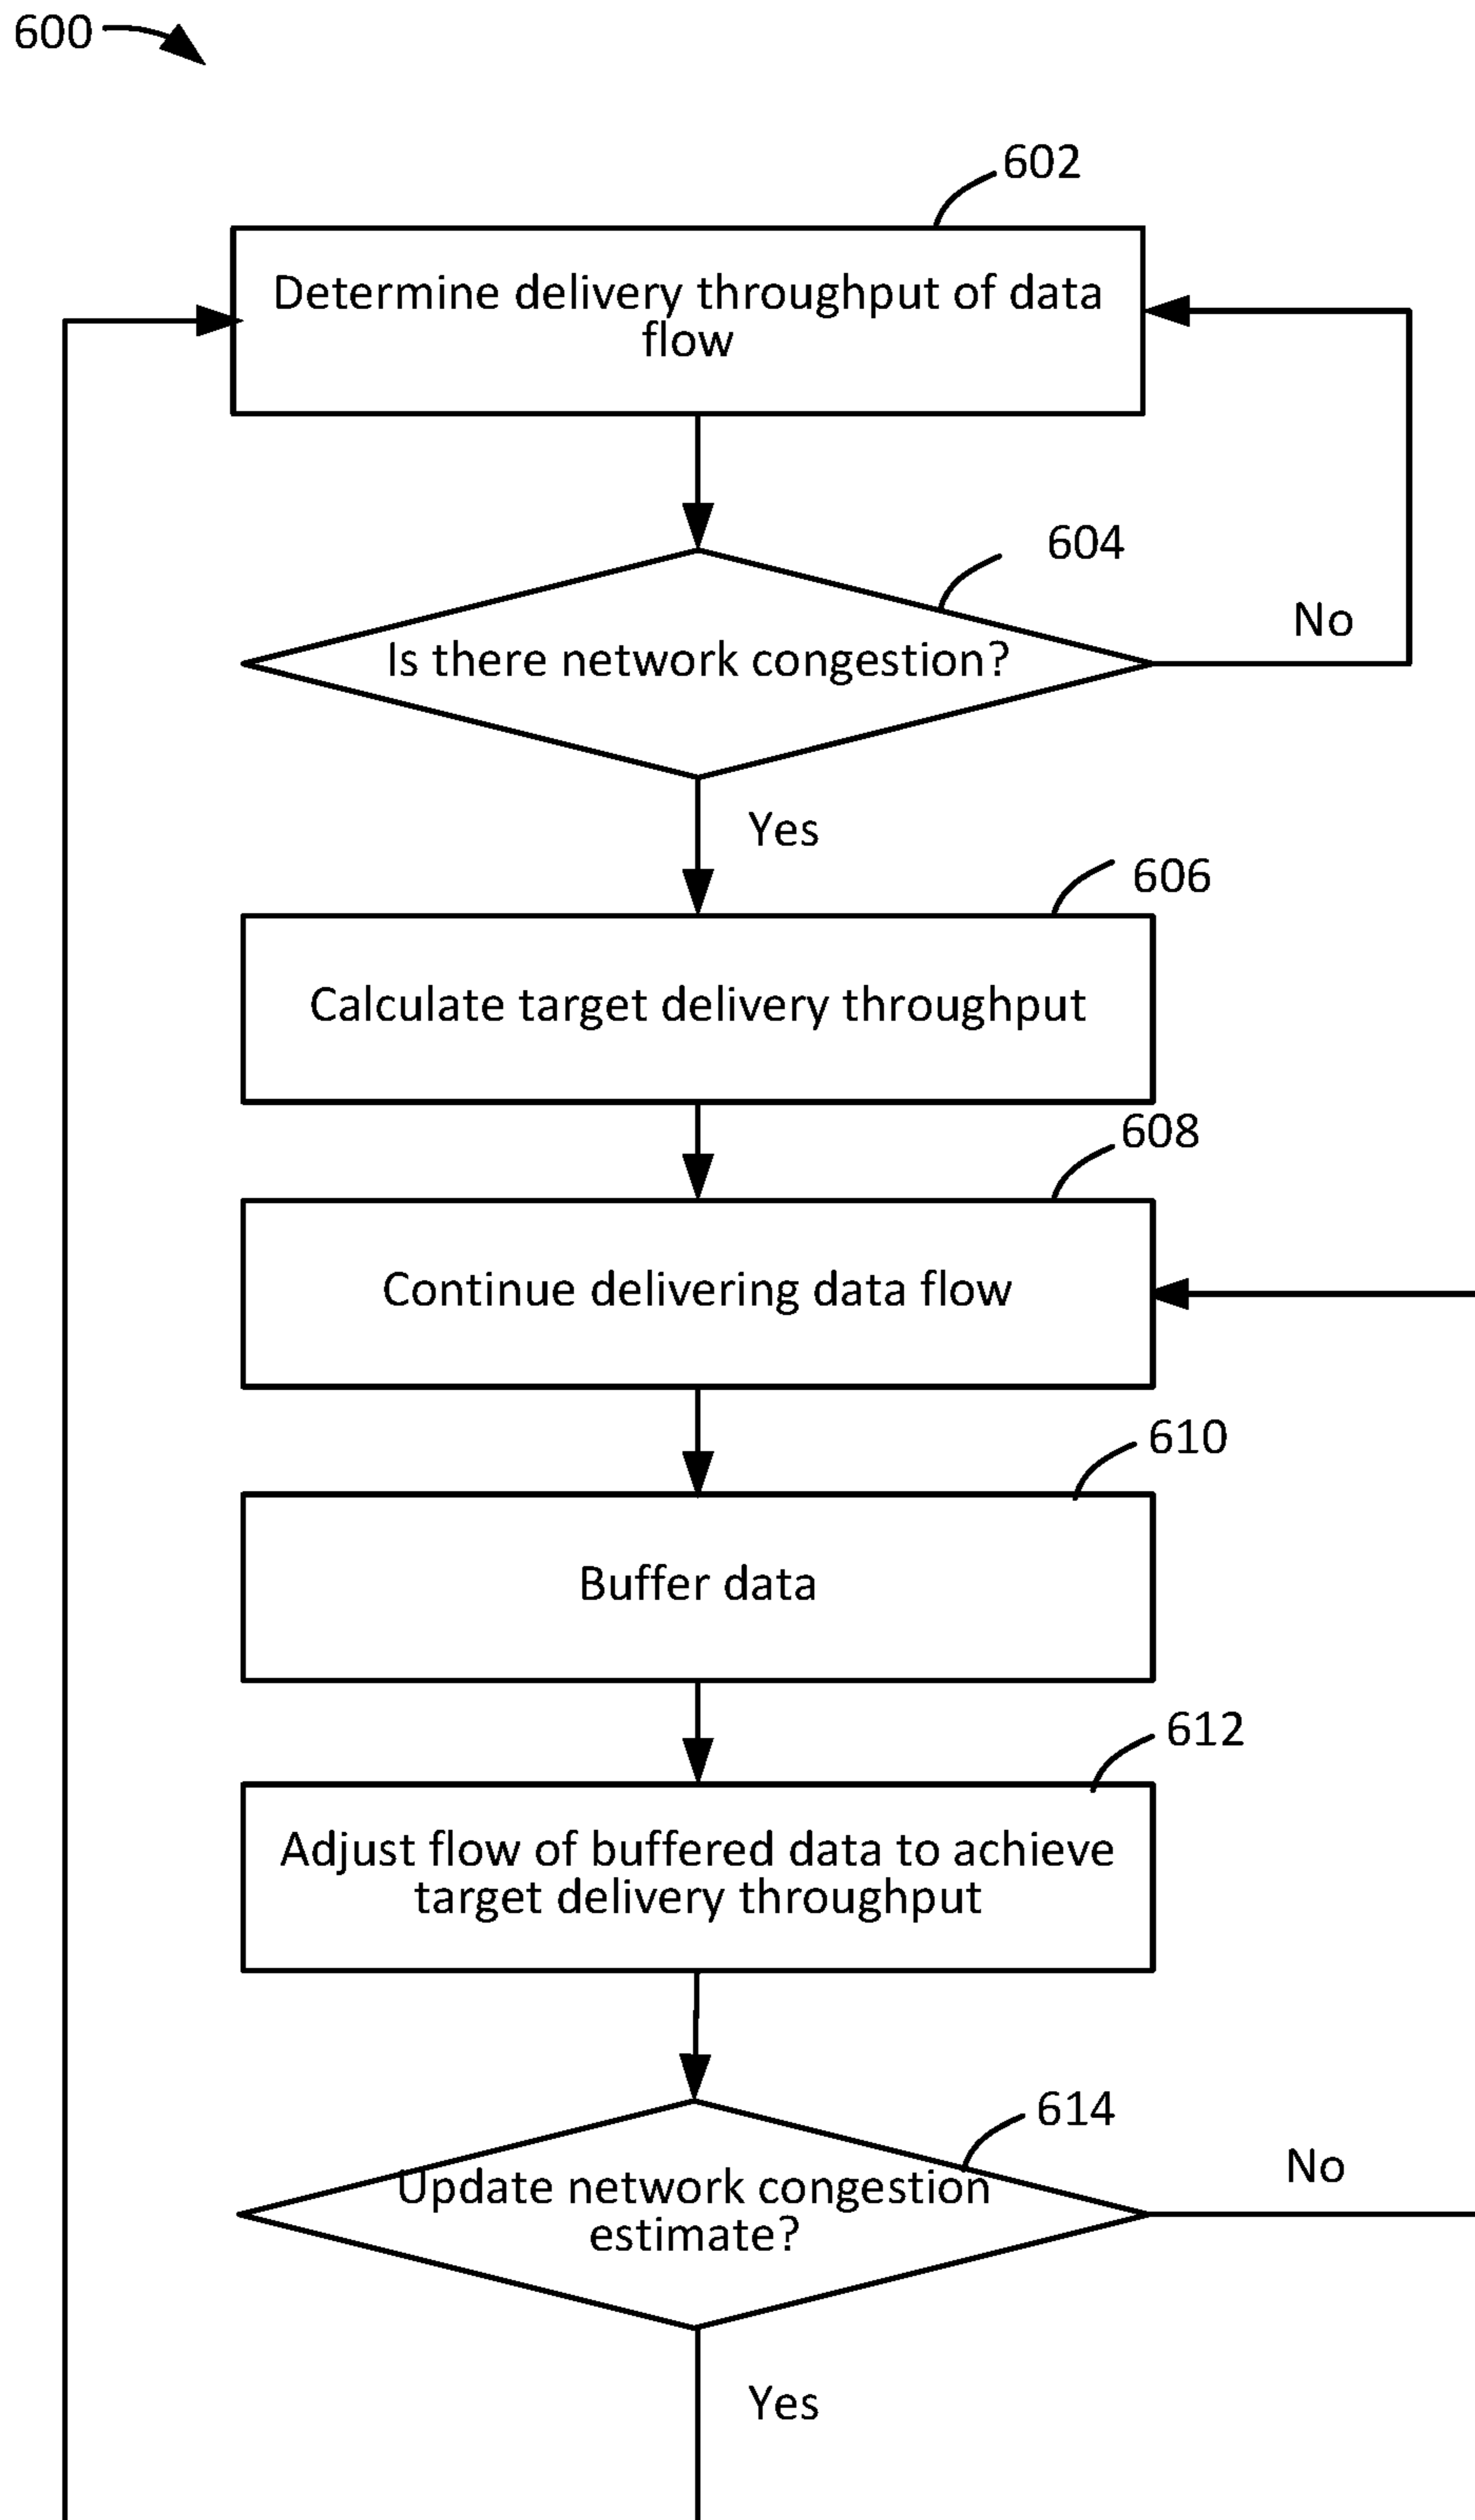 600
602
Determine delivery throughput of data
flow
604
Is there network congestion?
No
Yes
606
Calculate target delivery throughput
608
Continue delivering data flow
610
Buffer data
612
Adjust flow of buffered data to achieve
target delivery throughput
614
Update network congestion
estimate?
No
Yes